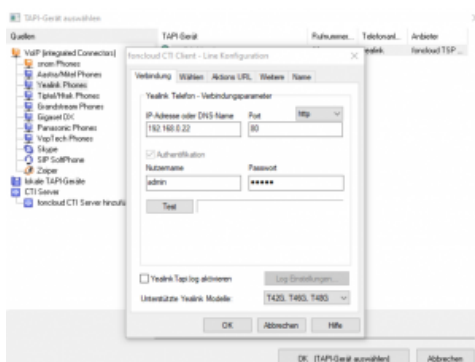 TAPI-Gerät auswählen
Quellen
TAPI-Gerät
Rufnummer...
Telefonanl...
Anbieter
VoIP (integrated Connectors)
snom Phones
Aastra/Mitel Phones
Yealink Phones
Tiptel/Htek Phones
Grandstream Phones
Gigaset DX
Panasonic Phones
VopTech Phones
Skype
SIP SoftPhone
Zoiper
lokale TAPI-Geräte
CTI Server
foncloud CTI Server hinzufü
Yealink
foncloud TSP ...
foncloud CTI Client - Line Konfiguration
Verbindung
Wählen
Aktions URL
Weitere
Name
Yealink Telefon - Verbindungsparameter
IP-Adresse oder DNS-Name
Port
http
192.168.0.22
80
Authentifikation
Nutzername
Passwort
admin
•••••
Test
Yealink Tapi.log aktivieren
Log-Einstellungen...
Unterstützte Yealink Modelle:
T42G, T46G, T48G
OK
Abbrechen
Hilfe
OK (TAPI-Gerät auswählen)
Abbrechen